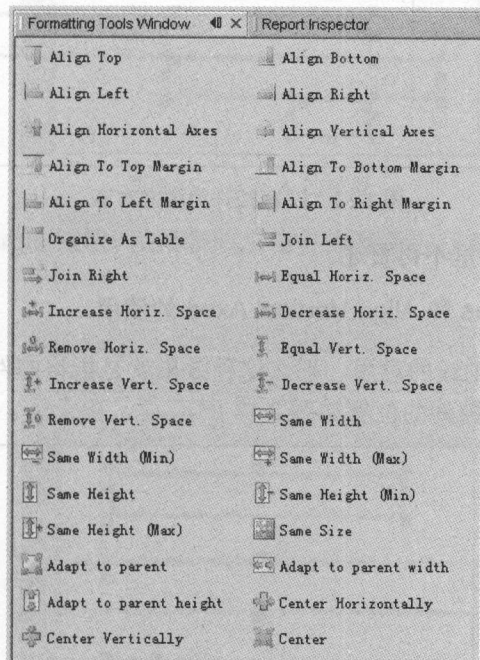 Formatting Tools Window Report Inspector
Align Top Align Bottom
Align Left Align Right
Align Horizontal Axes Align Vertical Axes
Align To Top Margin Align To Bottom Margin
Align To Left Margin Align To Right Margin
Organize As Table Join Left
Join Right Equal Horiz. Space
Increase Horiz. Space Decrease Horiz. Space
Remove Horiz. Space Equal Vert. Space
Increase Vert. Space Decrease Vert. Space
Remove Vert. Space Same Width
Same Width (Min) Same Width (Max)
Same Height Same Height (Min)
Same Height (Max) Same Size
Adapt to parent Adapt to parent width
Adapt to parent height Center Horizontally
Center Vertically Center